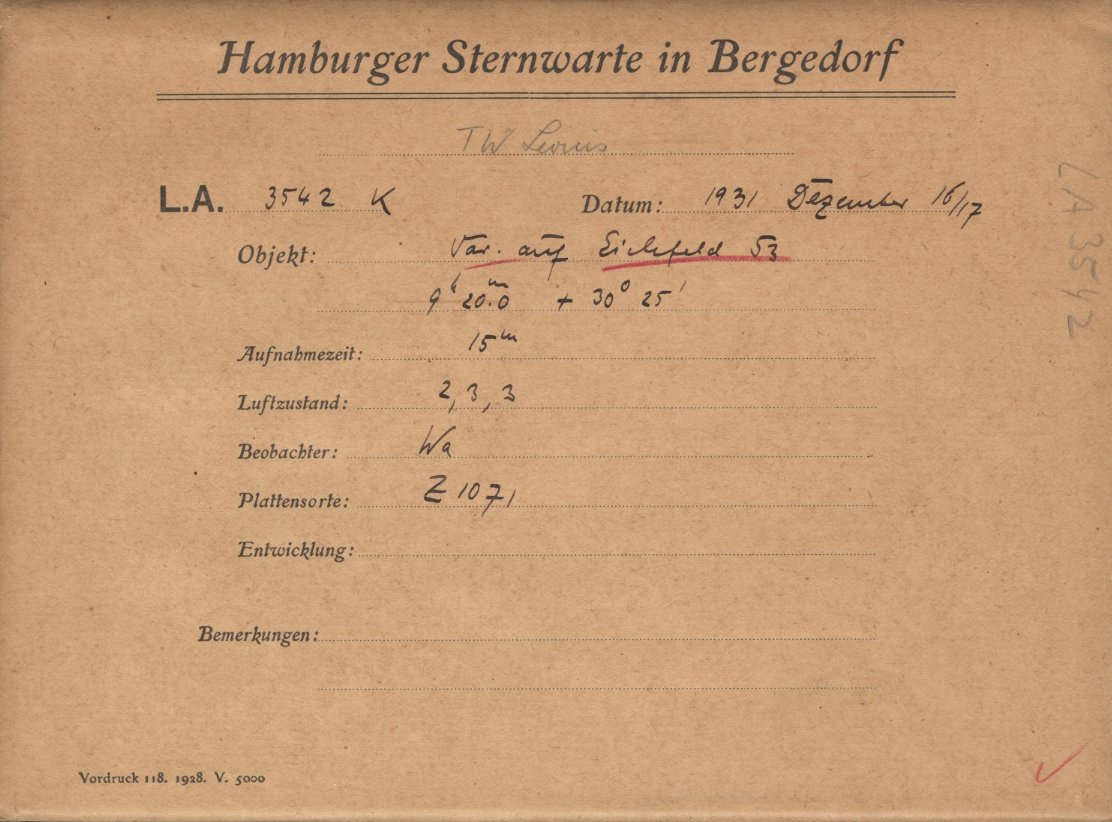 Hamburger Sternwarte in Bergedorf
TW Leonis
L.A. 3542 K Datum: 1931 Dezember 16/17
Objekt: Var. auf Eichfeld 53
9h 20.m0 + 30° 25'
Aufnahmezeit: 15m
Luftzustand: 2, 3, 3
Beobachter: Wa
Plattensorte: Z 1071
Entwicklung:
Bemerkungen:
Vordruck 118. 1928. V. 5000
LA 3542